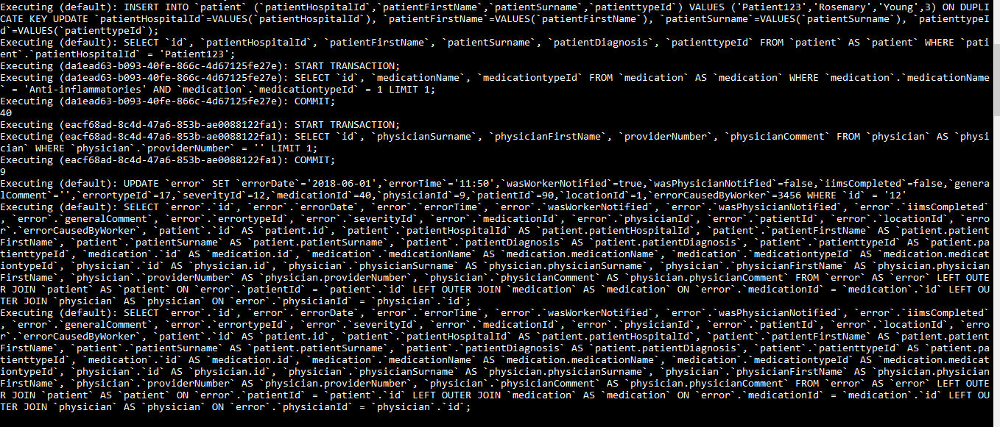 Executing (default): INSERT INTO `patient` (`patientHospitalId`,`patientFirstName`,`patientSurname`,`patienttypeId`) VALUES ('Patient123','Rosemary','Young',3) ON DUPLI
CATE KEY UPDATE `patientHospitalId`=VALUES(`patientHospitalId`), `patientFirstName`=VALUES(`patientFirstName`), `patientSurname`=VALUES(`patientSurname`), `patienttypeI
d`=VALUES(`patienttypeId`);
Executing (default): SELECT `id`, `patientHospitalId`, `patientFirstName`, `patientSurname`, `patientDiagnosis`, `patienttypeId` FROM `patient` AS `patient` WHERE `pati
ent`.`patientHospitalId` = 'Patient123';
Executing (da1ead63-b093-40fe-866c-4d67125fe27e): START TRANSACTION;
Executing (da1ead63-b093-40fe-866c-4d67125fe27e): SELECT `id`, `medicationName`, `medicationtypeId` FROM `medication` AS `medication` WHERE `medication`.`medicationName
` = 'Anti-inflammatories' AND `medication`.`medicationtypeId` = 1 LIMIT 1;
Executing (da1ead63-b093-40fe-866c-4d67125fe27e): COMMIT;
40
Executing (eacf68ad-8c4d-47a6-853b-ae0088122fa1): START TRANSACTION;
Executing (eacf68ad-8c4d-47a6-853b-ae0088122fa1): SELECT `id`, `physicianSurname`, `physicianFirstName`, `providerNumber`, `physicianComment` FROM `physician` AS `physi
cian` WHERE `physician`.`providerNumber` = '' LIMIT 1;
Executing (eacf68ad-8c4d-47a6-853b-ae0088122fa1): COMMIT;
9
Executing (default): UPDATE `error` SET `errorDate`='2018-06-01',`errorTime`='11:50',`wasWorkerNotified`=true,`wasPhysicianNotified`=false,`iimsCompleted`=false,`genera
lComment`='',`errortypeId`=17,`severityId`=12,`medicationId`=40,`physicianId`=9,`patientId`=90,`locationId`=1,`errorCausedByWorker`=3456 WHERE `id` = '12'
Executing (default): SELECT `error`.`id`, `error`.`errorDate`, `error`.`errorTime`, `error`.`wasWorkerNotified`, `error`.`wasPhysicianNotified`, `error`.`iimsCompleted`
, `error`.`generalComment`, `error`.`errortypeId`, `error`.`severityId`, `error`.`medicationId`, `error`.`physicianId`, `error`.`patientId`, `error`.`locationId`, `erro
r`.`errorCausedByWorker`, `patient`.`id` AS `patient.id`, `patient`.`patientHospitalId` AS `patient.patientHospitalId`, `patient`.`patientFirstName` AS `patient.patient
FirstName`, `patient`.`patientSurname` AS `patient.patientSurname`, `patient`.`patientDiagnosis` AS `patient.patientDiagnosis`, `patient`.`patienttypeId` AS `patient.pa
tienttypeId`, `medication`.`id` AS `medication.id`, `medication`.`medicationName` AS `medication.medicationName`, `medication`.`medicationtypeId` AS `medication.medicat
iontypeId`, `physician`.`id` AS `physician.id`, `physician`.`physicianSurname` AS `physician.physicianSurname`, `physician`.`physicianFirstName` AS `physician.physician
FirstName`, `physician`.`providerNumber` AS `physician.providerNumber`, `physician`.`physicianComment` AS `physician.physicianComment` FROM `error` AS `error` LEFT OUTE
R JOIN `patient` AS `patient` ON `error`.`patientId` = `patient`.`id` LEFT OUTER JOIN `medication` AS `medication` ON `error`.`medicationId` = `medication`.`id` LEFT OU
TER JOIN `physician` AS `physician` ON `error`.`physicianId` = `physician`.`id`;
Executing (default): SELECT `error`.`id`, `error`.`errorDate`, `error`.`errorTime`, `error`.`wasWorkerNotified`, `error`.`wasPhysicianNotified`, `error`.`iimsCompleted`
, `error`.`generalComment`, `error`.`errortypeId`, `error`.`severityId`, `error`.`medicationId`, `error`.`physicianId`, `error`.`patientId`, `error`.`locationId`, `erro
r`.`errorCausedByWorker`, `patient`.`id` AS `patient.id`, `patient`.`patientHospitalId` AS `patient.patientHospitalId`, `patient`.`patientFirstName` AS `patient.patient
FirstName`, `patient`.`patientSurname` AS `patient.patientSurname`, `patient`.`patientDiagnosis` AS `patient.patientDiagnosis`, `patient`.`patienttypeId` AS `patient.pa
tienttypeId`, `medication`.`id` AS `medication.id`, `medication`.`medicationName` AS `medication.medicationName`, `medication`.`medicationtypeId` AS `medication.medicat
iontypeId`, `physician`.`id` AS `physician.id`, `physician`.`physicianSurname` AS `physician.physicianSurname`, `physician`.`physicianFirstName` AS `physician.physician
FirstName`, `physician`.`providerNumber` AS `physician.providerNumber`, `physician`.`physicianComment` AS `physician.physicianComment` FROM `error` AS `error` LEFT OUTE
R JOIN `patient` AS `patient` ON `error`.`patientId` = `patient`.`id` LEFT OUTER JOIN `medication` AS `medication` ON `error`.`medicationId` = `medication`.`id` LEFT OU
TER JOIN `physician` AS `physician` ON `error`.`physicianId` = `physician`.`id`;